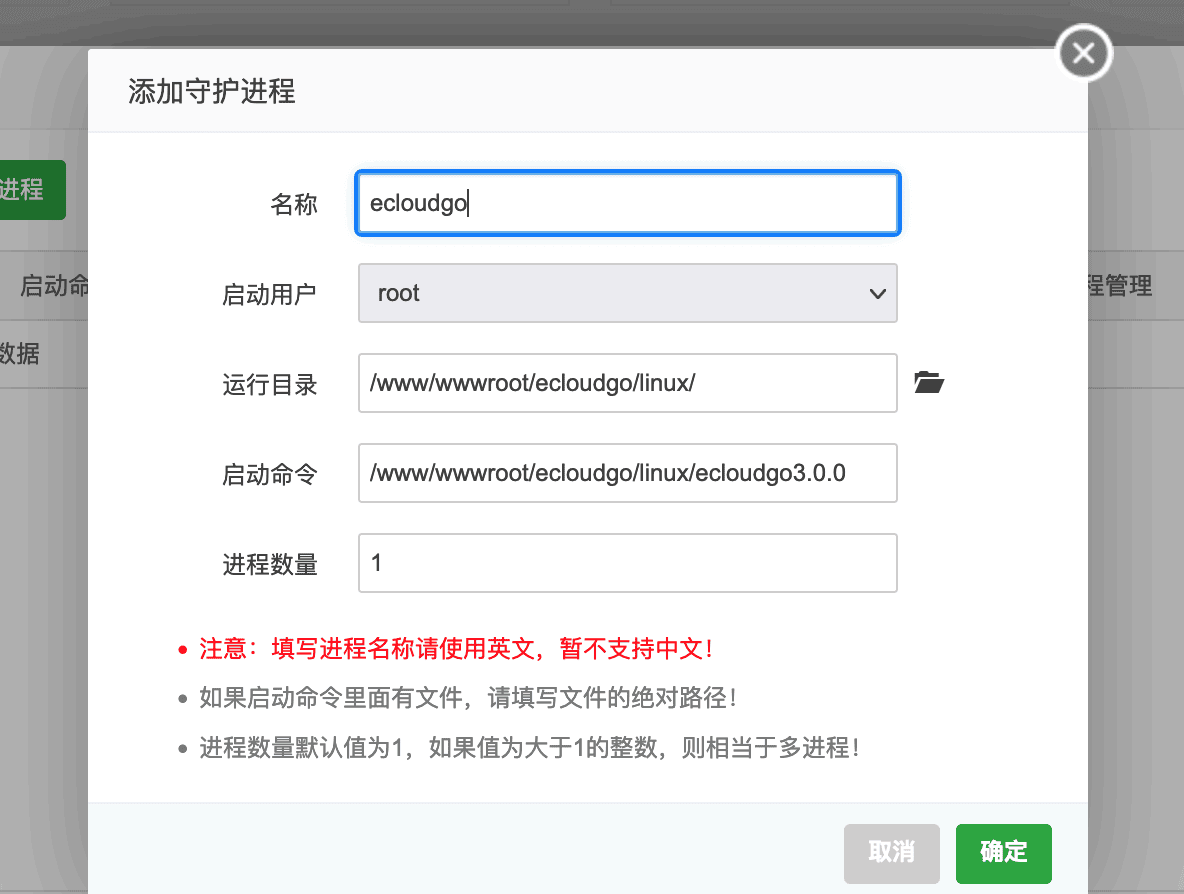 添加守护进程
进程
名称
ecloudgo
启动用户
root
启动命
程管理
数据
运行目录
/www/wwwroot/ecloudgo/linux/
启动命令
/www/wwwroot/ecloudgo/linux/ecloudgo3.0.0
进程数量
1
注意：填写进程名称请使用英文，暂不支持中文！
如果启动命令里面有文件，请填写文件的绝对路径！
进程数量默认值为1，如果值为大于1的整数，则相当于多进程！
取消
确定